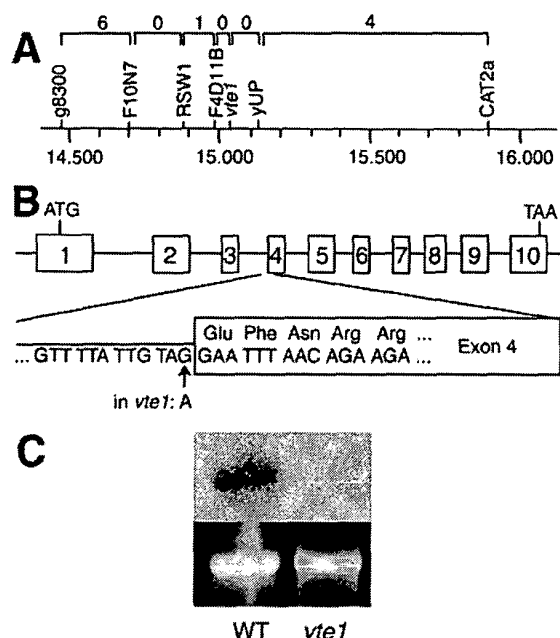 A
6 0 1 0 0 4
g8300 F10N7 RSW1 F4D11B vte1 yUP CAT2a
14.500 15.000 15.500 16.000
B
ATG TAA
1 2 3 4 5 6 7 8 9 10
Glu Phe Asn Arg Arg ...
Exon 4
... GTT TTA TTG TAG GAA TTT AAC AGA AGA ...
in vte1: A
C
WT vte1